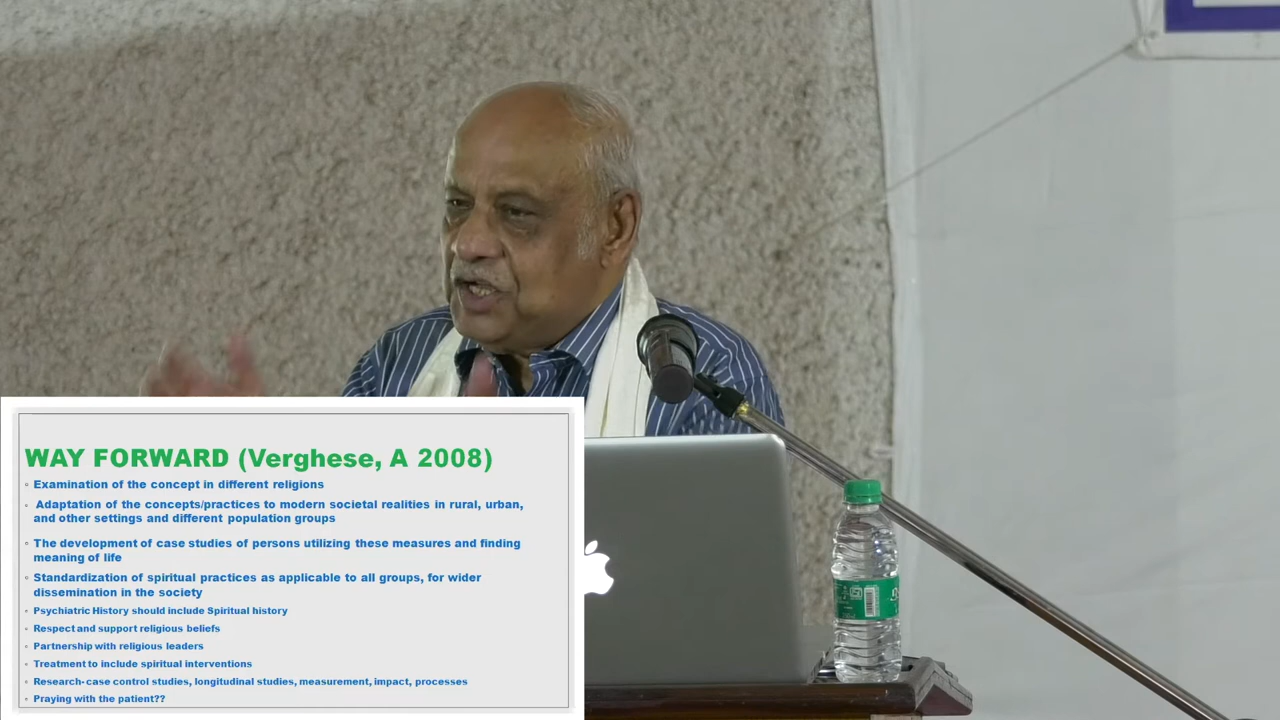 WAY FORWARD (Verghese, A 2008)
Examination of the concept in different religions
Adaptation of the concepts/practices to modern societal realities in rural, urban,
and other settings and different population groups
The development of case studies of persons utilizing these measures and finding
meaning of life
Standardization of spiritual practices as applicable to all groups, for wider
dissemination in the society
Psychiatric History should include Spiritual history
Respect and support religious beliefs
Partnership with religious leaders
Treatment to include spiritual interventions
Research- case control studies, longitudinal studies, measurement, impact, processes
Praying with the patient??